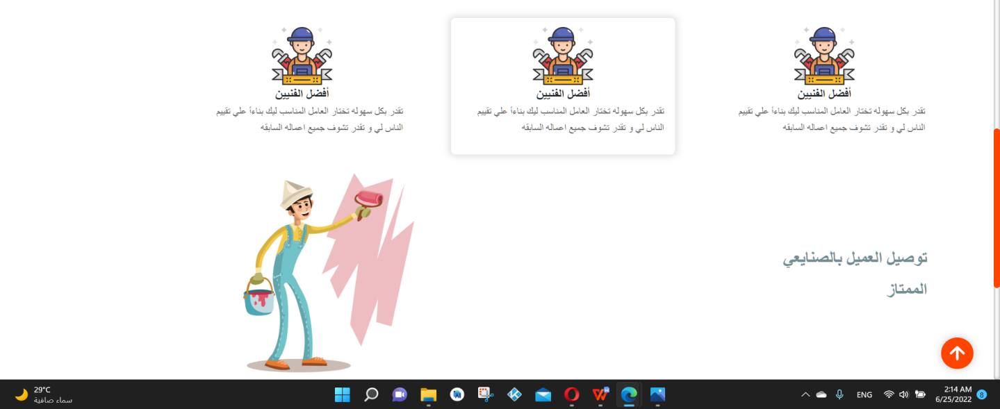 أفضل الفنيين
تقدر بكل سهوله تختار العامل المناسب ليك بناءاً علي تقييم
الناس لي و تقدر تشوف جميع اعماله السابقه
أفضل الفنيين
تقدر بكل سهوله تختار العامل المناسب ليك بناءاً علي تقييم
الناس لي و تقدر تشوف جميع اعماله السابقه
أفضل الفنيين
تقدر بكل سهوله تختار العامل المناسب ليك بناءاً علي تقييم
الناس لي و تقدر تشوف جميع اعماله السابقه
توصيل العميل بالصنايعي
الممتاز
29°C
سماء صافية
ENG
2:14 AM
6/25/2022
8